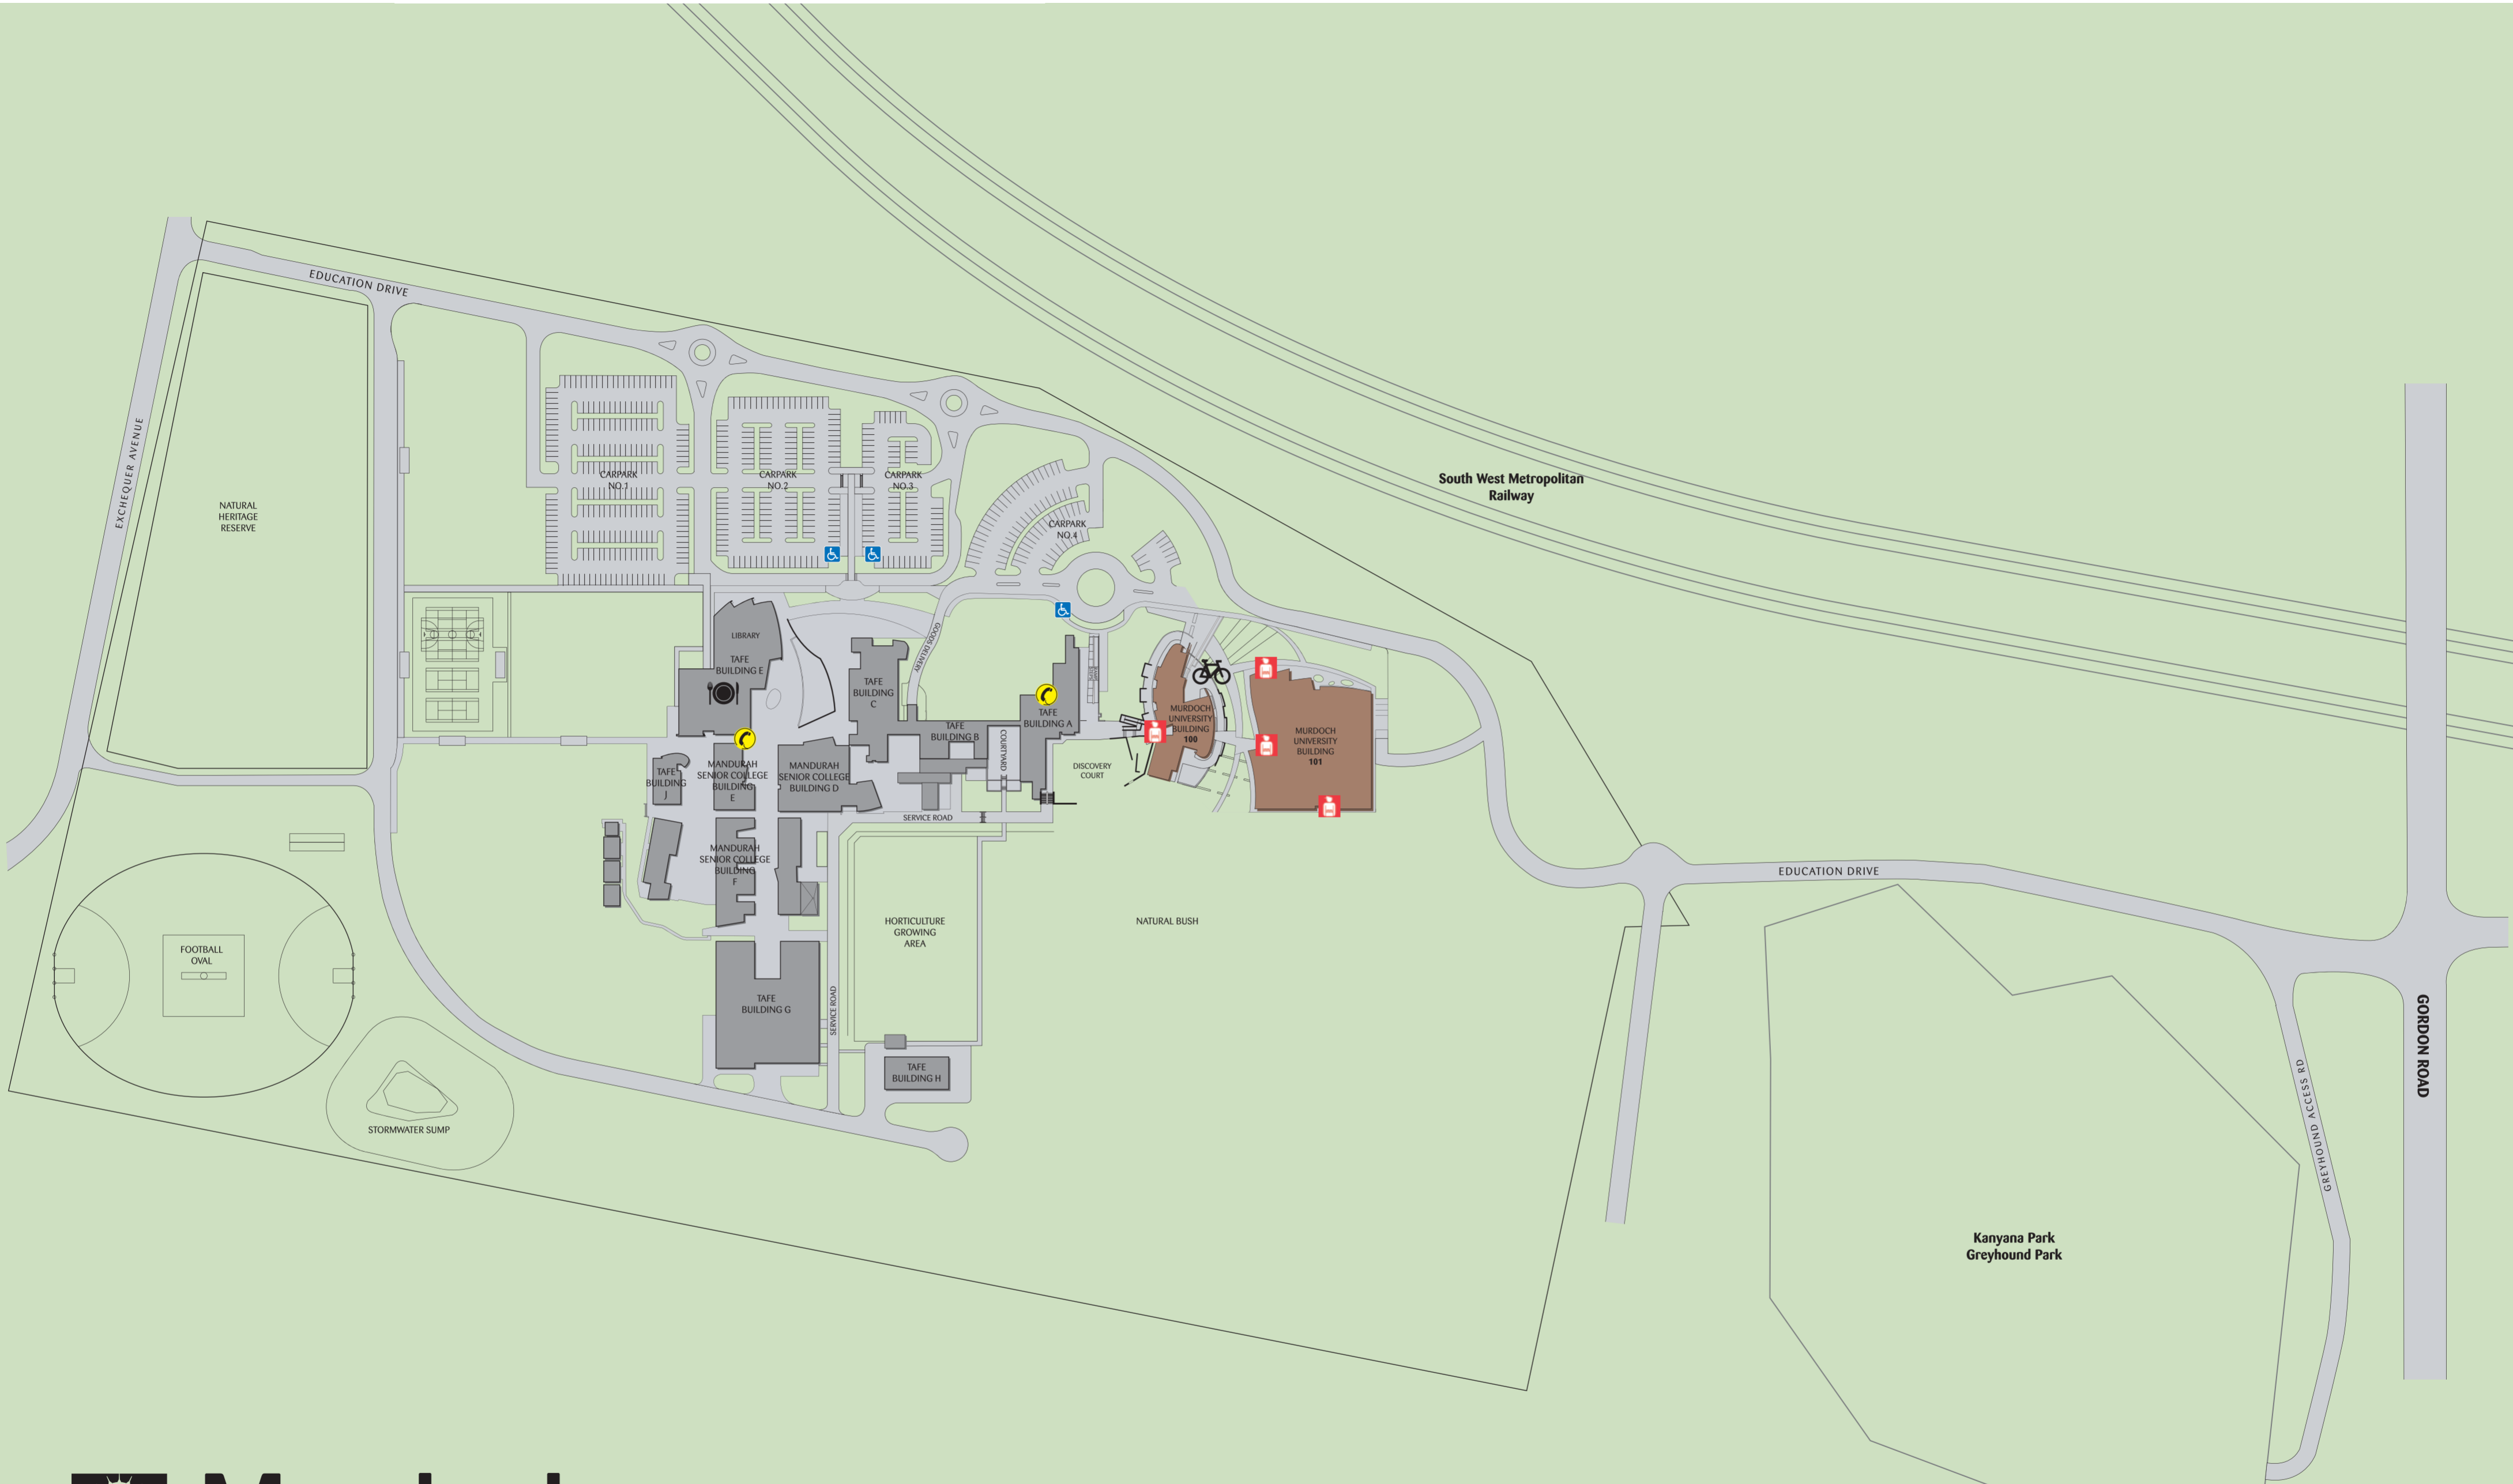 EDUCATION DRIVE
EXCHEQUER AVENUE
NATURAL
HERITAGE
RESERVE
CARPARK
NO.1
CARPARK
NO.2
CARPARK
NO.3
CARPARK
NO.4
South West Metropolitan
Railway
LIBRARY
TAFE
BUILDING E
GOODS DELIVERY
TAFE
BUILDING
C
TAFE
BUILDING B
COURTYARD
TAFE
BUILDING A
DISCOVERY
COURT
MURDOCH
UNIVERSITY
BUILDING
100
MURDOCH
UNIVERSITY
BUILDING
101
TAFE
BUILDING
J
MANDURAH
SENIOR COLLEGE
BUILDING
E
MANDURAH
SENIOR COLLEGE
BUILDING D
SERVICE ROAD
MANDURAH
SENIOR COLLEGE
BUILDING
F
HORTICULTURE
GROWING
AREA
NATURAL BUSH
EDUCATION DRIVE
FOOTBALL
OVAL
TAFE
BUILDING G
SERVICE ROAD
TAFE
BUILDING H
STORMWATER SUMP
GORDON ROAD
GREYHOUND ACCESS RD
Kanyana Park
Greyhound Park